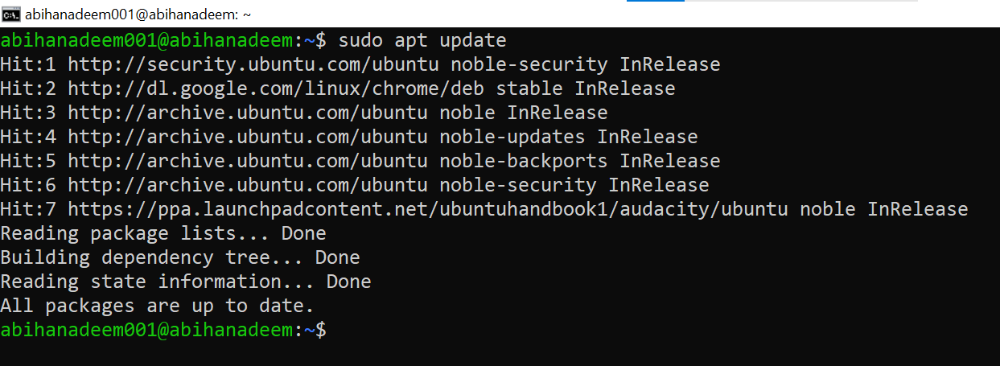 abihanadeem001@abihanadeem: ~
abihanadeem001@abihanadeem:~$ sudo apt update
Hit:1 http://security.ubuntu.com/ubuntu noble-security InRelease
Hit:2 http://dl.google.com/linux/chrome/deb stable InRelease
Hit:3 http://archive.ubuntu.com/ubuntu noble InRelease
Hit:4 http://archive.ubuntu.com/ubuntu noble-updates InRelease
Hit:5 http://archive.ubuntu.com/ubuntu noble-backports InRelease
Hit:6 http://archive.ubuntu.com/ubuntu noble-security InRelease
Hit:7 https://ppa.launchpadcontent.net/ubuntuhandbook1/audacity/ubuntu noble InRelease
Reading package lists... Done
Building dependency tree... Done
Reading state information... Done
All packages are up to date.
abihanadeem001@abihanadeem:~$